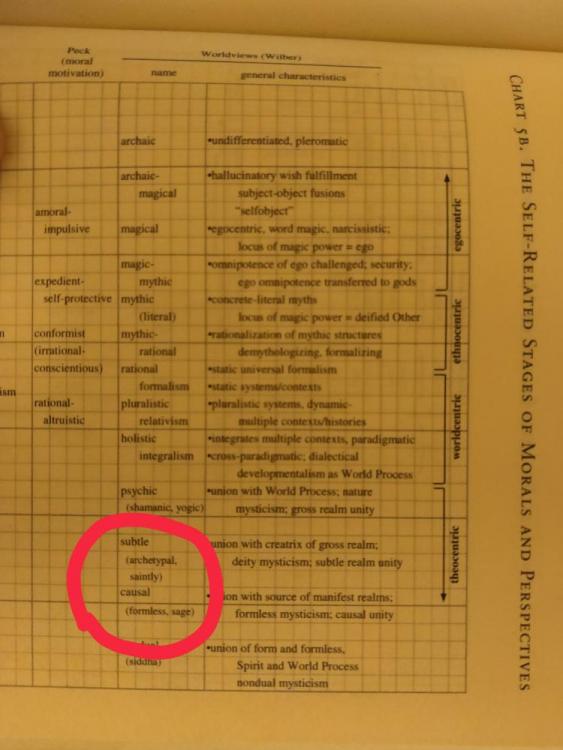 CHART 5B. THE SELF-RELATED STAGES OF MORALS AND PERSPECTIVES
Peck
(moral
motivation)
Worldviews (Wilber)
name
general characteristics
archaic
•undifferentiated, pleromatic
archaic-
magical
•hallucinatory wish fulfillment
subject-object fusions
"selfobject"
amoral-
impulsive
magical
•egocentric, word magic, narcissistic;
locus of magic power = ego
magic-
mythic
•omnipotence of ego challenged; security;
ego omnipotence transferred to gods
expedient-
self-protective
mythic
(literal)
•concrete-literal myths
locus of magic power = deified Other
conformist
(irrational-
conscientious)
mythic-
rational
•rationalization of mythic structures
demythologizing, formalizing
rational
formalism
•static universal formalism
•static systems/contexts
rational-
altruistic
pluralistic
relativism
•pluralistic systems, dynamic-
multiple contexts/histories
holistic
integralism
•integrates multiple contexts, paradigmatic
•cross-paradigmatic; dialectical
developmentalism as World Process
psychic
(shamanic, yogic)
•union with World Process; nature
mysticism; gross realm unity
subtle
(archetypal,
saintly)
union with creatrix of gross realm;
deity mysticism; subtle realm unity
causal
(formless, sage)
with source of manifest realms;
formless mysticism; causal unity
(siddha)
•union of form and formless,
Spirit and World Process
nondual mysticism
egocentric
ethnocentric
worldcentric
theocentric